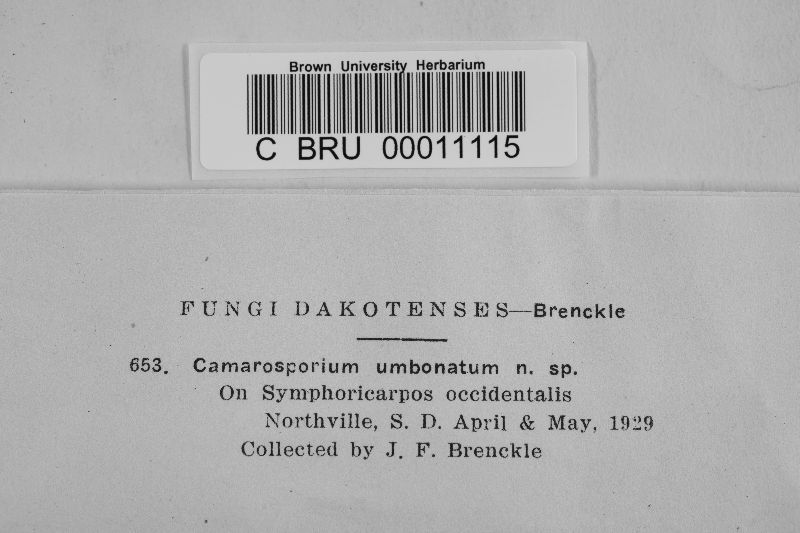 Brown University Herbarium
C BRU 00011115
FUNGI DAKOTENSES—Brenckle
653. Camarosporium umbonatum n. sp.
On Symphoricarpos occidentalis
Northville, S. D. April & May, 1929
Collected by J. F. Brenckle